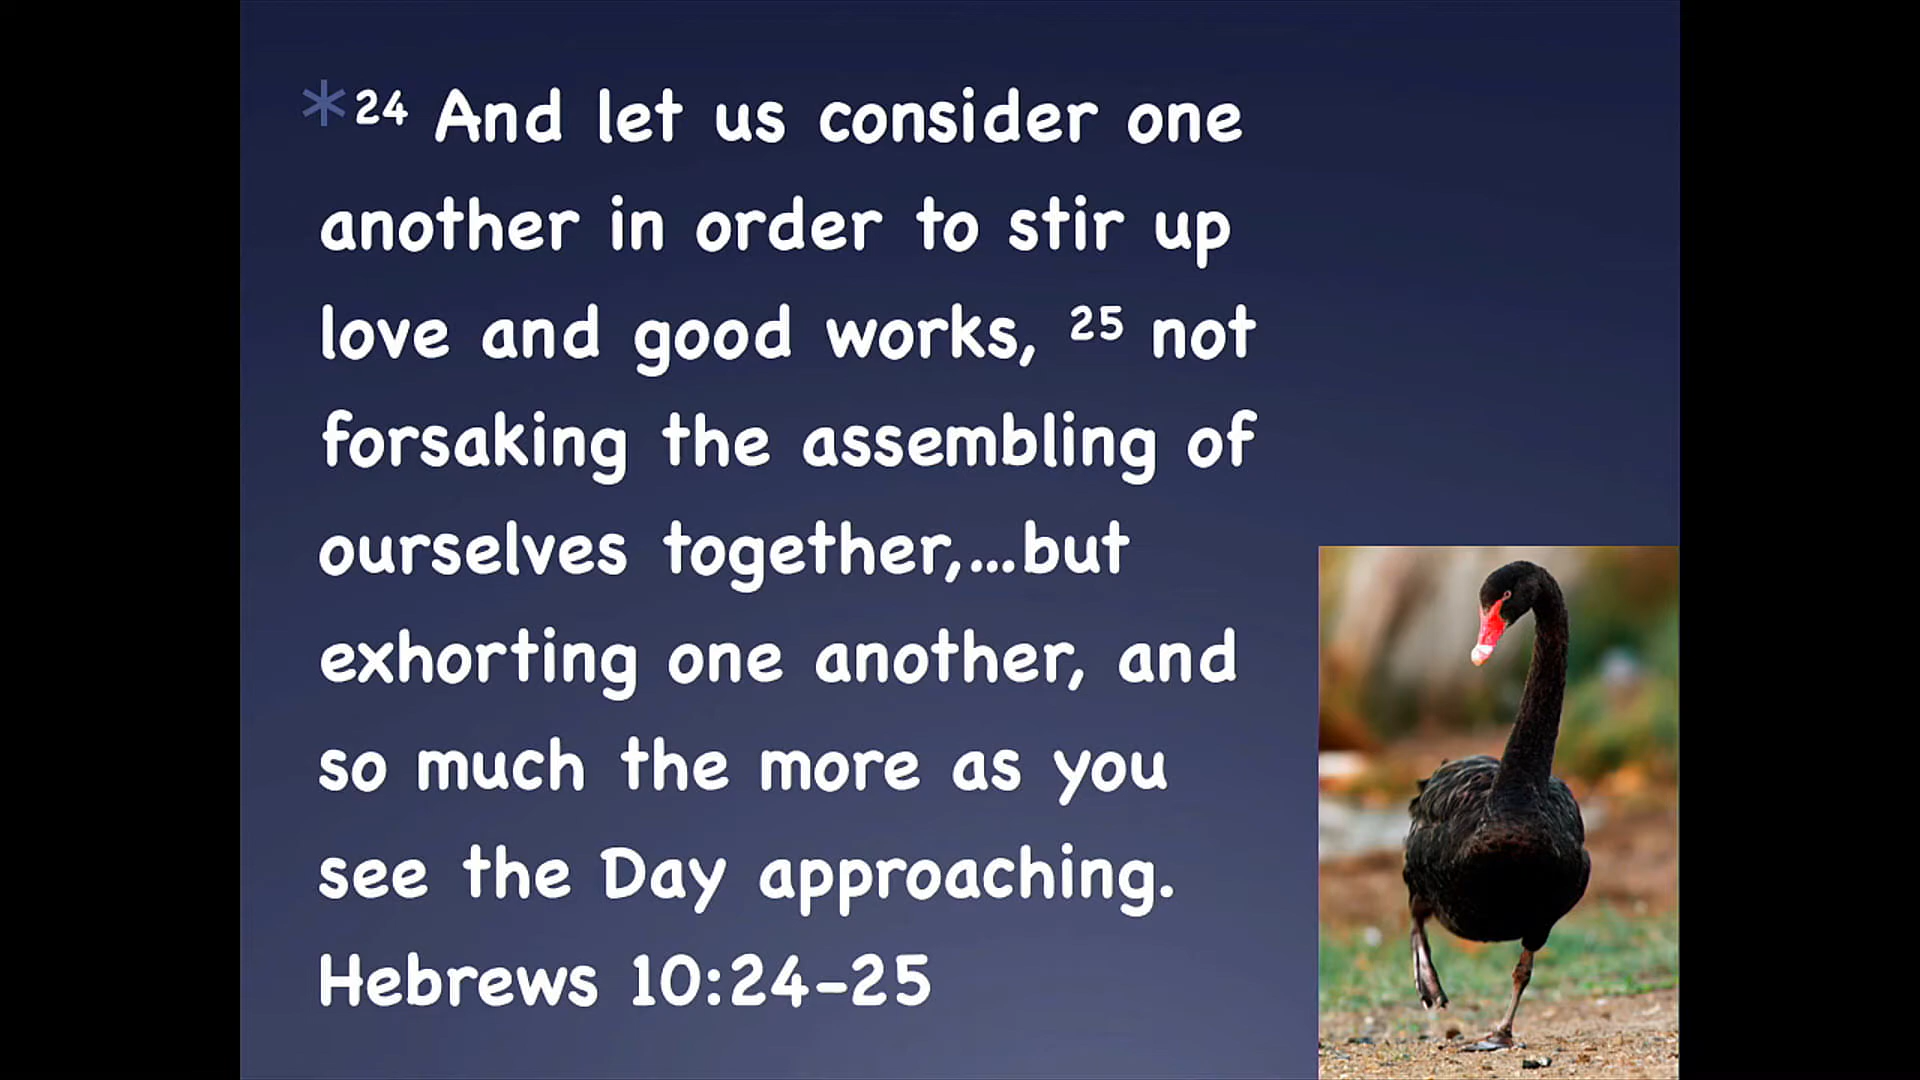 *24 And let us consider one
another in order to stir up
love and good works, 25 not
forsaking the assembling of
ourselves together,...but
exhorting one another, and
so much the more as you
see the Day approaching.
Hebrews 10:24-25